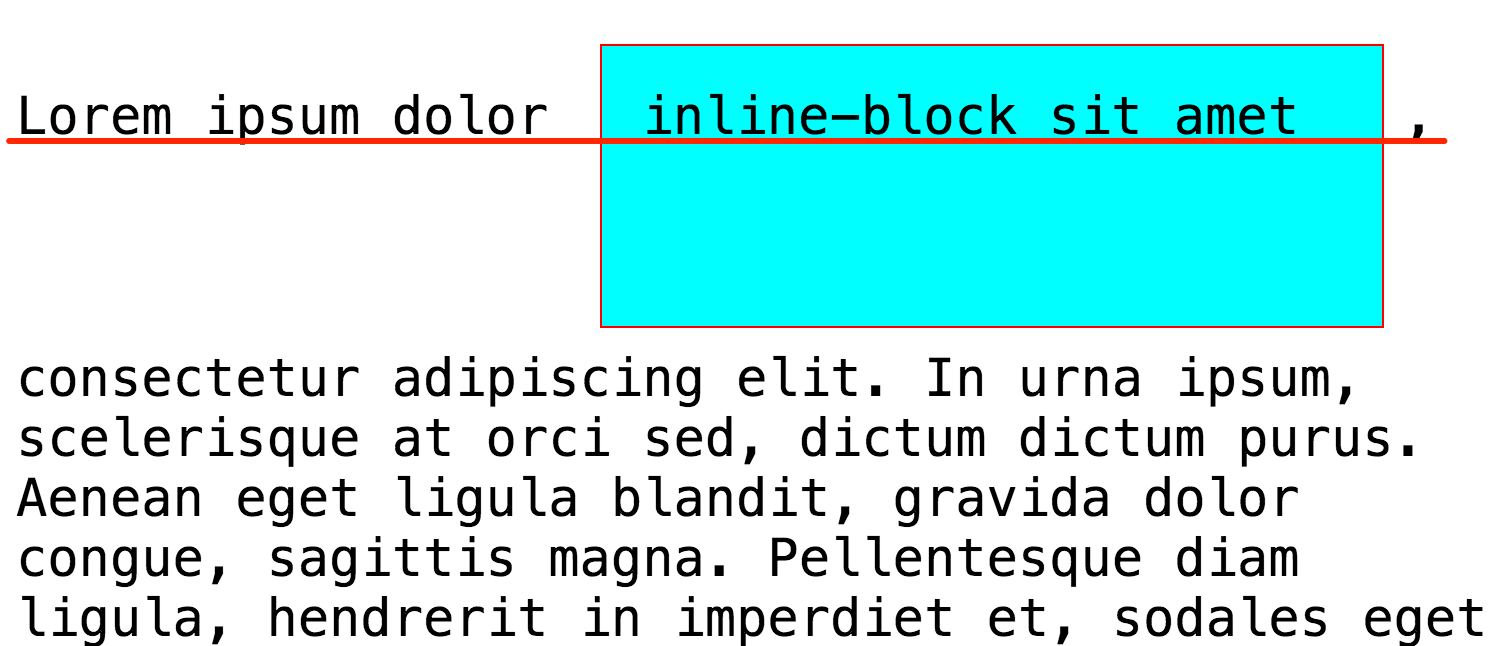 Lorem ipsum dolor inline-block sit amet ,
consectetur adipiscing elit. In urna ipsum,
scelerisque at orci sed, dictum dictum purus.
Aenean eget ligula blandit, gravida dolor
congue, sagittis magna. Pellentesque diam
ligula, hendrerit in imperdiet et, sodales eget